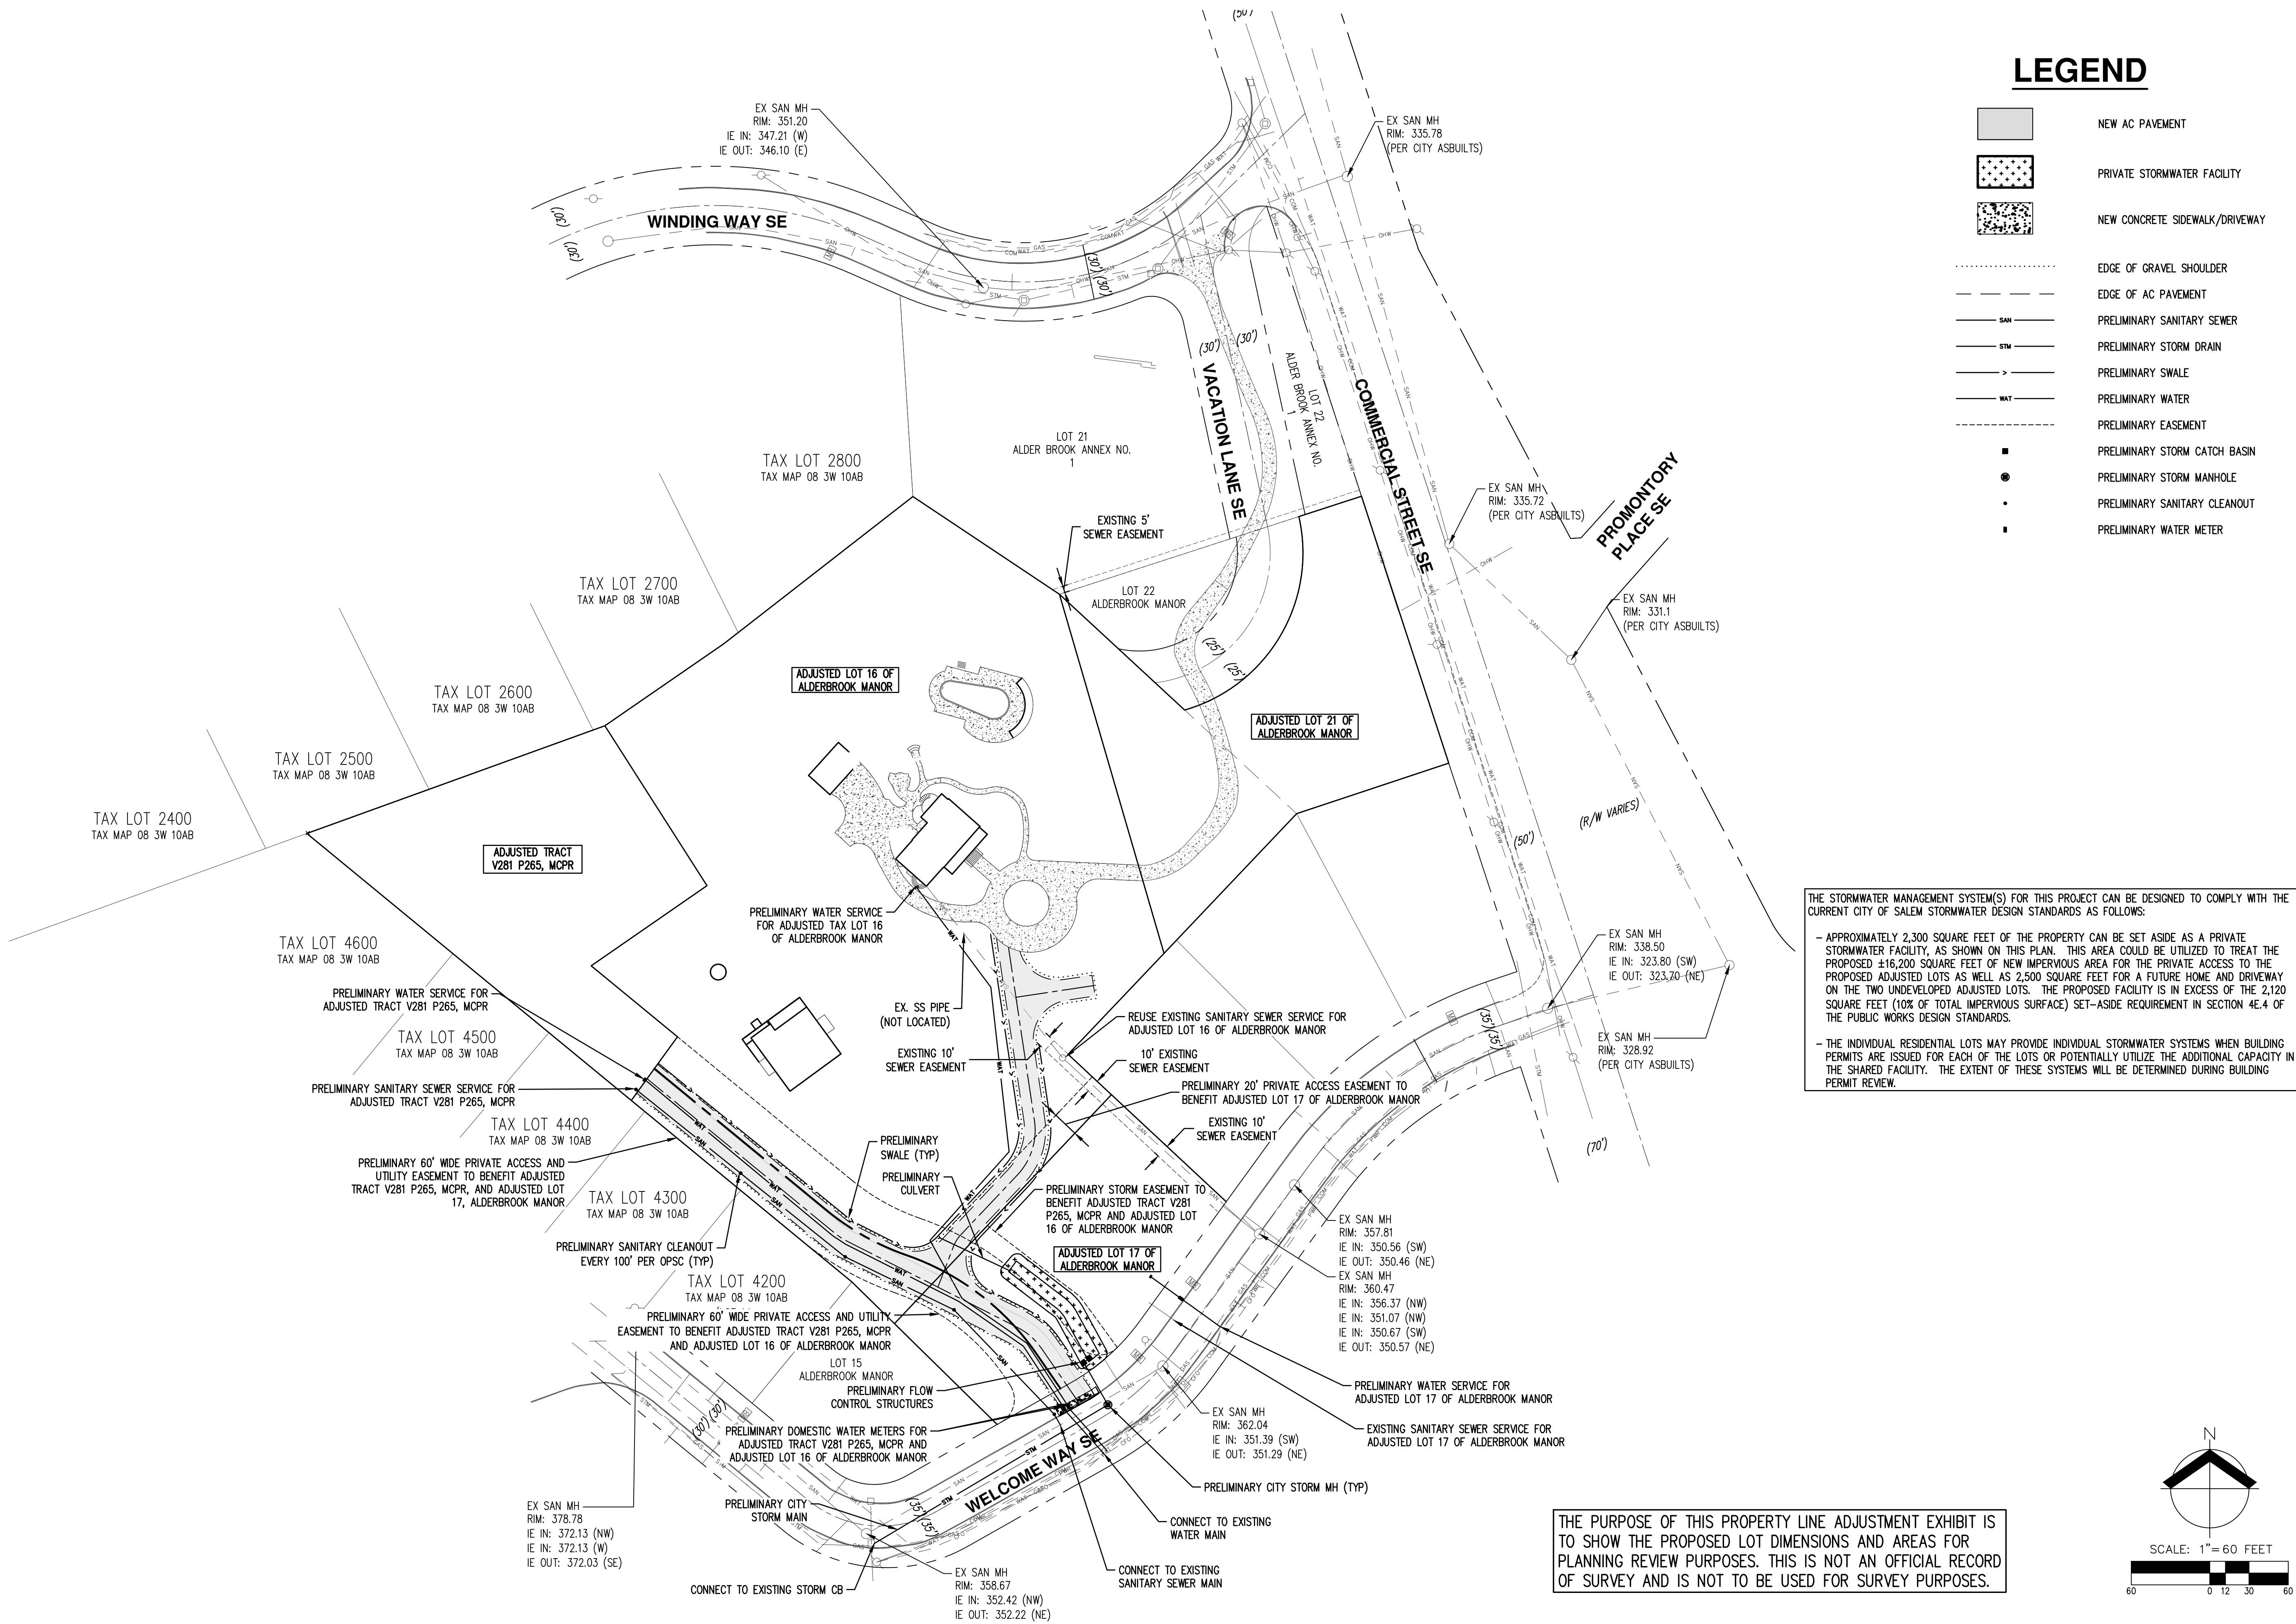 (50')
LEGEND
NEW AC PAVEMENT
PRIVATE STORMWATER FACILITY
NEW CONCRETE SIDEWALK/DRIVEWAY
EDGE OF GRAVEL SHOULDER
EDGE OF AC PAVEMENT
SAN
PRELIMINARY SANITARY SEWER
STM
PRELIMINARY STORM DRAIN
PRELIMINARY SWALE
WAT
PRELIMINARY WATER
PRELIMINARY EASEMENT
PRELIMINARY STORM CATCH BASIN
PRELIMINARY STORM MANHOLE
PRELIMINARY SANITARY CLEANOUT
PRELIMINARY WATER METER
EX SAN MH
RIM: 351.20
IE IN: 347.21 (W)
IE OUT: 346.10 (E)
EX SAN MH
RIM: 335.78
(PER CITY ASBUILTS)
WINDING WAY SE
(30')
(30')
(30')
(30')
(30')
(30')
VACATION LANE SE
LOT 22
ALDER BROOK ANNEX NO.
1
COMMERCIAL STREET SE
LOT 21
ALDER BROOK ANNEX NO.
1
TAX LOT 2800
TAX MAP 08 3W 10AB
EX SAN MH
RIM: 335.72
(PER CITY ASBUILTS)
PROMONTORY
PLACE SE
EXISTING 5'
SEWER EASEMENT
TAX LOT 2700
TAX MAP 08 3W 10AB
LOT 22
ALDERBROOK MANOR
EX SAN MH
RIM: 331.1
(PER CITY ASBUILTS)
(25')
(25')
ADJUSTED LOT 16 OF
ALDERBROOK MANOR
TAX LOT 2600
TAX MAP 08 3W 10AB
ADJUSTED LOT 21 OF
ALDERBROOK MANOR
TAX LOT 2500
TAX MAP 08 3W 10AB
TAX LOT 2400
TAX MAP 08 3W 10AB
(R/W VARIES)
(50')
ADJUSTED TRACT
V281 P265, MCPR
THE STORMWATER MANAGEMENT SYSTEM(S) FOR THIS PROJECT CAN BE DESIGNED TO COMPLY WITH THE
CURRENT CITY OF SALEM STORMWATER DESIGN STANDARDS AS FOLLOWS:
– APPROXIMATELY 2,300 SQUARE FEET OF THE PROPERTY CAN BE SET ASIDE AS A PRIVATE
STORMWATER FACILITY, AS SHOWN ON THIS PLAN. THIS AREA COULD BE UTILIZED TO TREAT THE
PROPOSED ±16,200 SQUARE FEET OF NEW IMPERVIOUS AREA FOR THE PRIVATE ACCESS TO THE
PROPOSED ADJUSTED LOTS AS WELL AS 2,500 SQUARE FEET FOR A FUTURE HOME AND DRIVEWAY
ON THE TWO UNDEVELOPED ADJUSTED LOTS. THE PROPOSED FACILITY IS IN EXCESS OF THE 2,120
SQUARE FEET (10% OF TOTAL IMPERVIOUS SURFACE) SET-ASIDE REQUIREMENT IN SECTION 4E.4 OF
THE PUBLIC WORKS DESIGN STANDARDS.
– THE INDIVIDUAL RESIDENTIAL LOTS MAY PROVIDE INDIVIDUAL STORMWATER SYSTEMS WHEN BUILDING
PERMITS ARE ISSUED FOR EACH OF THE LOTS OR POTENTIALLY UTILIZE THE ADDITIONAL CAPACITY IN
THE SHARED FACILITY. THE EXTENT OF THESE SYSTEMS WILL BE DETERMINED DURING BUILDING
PERMIT REVIEW.
PRELIMINARY WATER SERVICE
FOR ADJUSTED TAX LOT 16
OF ALDERBROOK MANOR
TAX LOT 4600
TAX MAP 08 3W 10AB
EX SAN MH
RIM: 338.50
IE IN: 323.80 (SW)
IE OUT: 323.70 (NE)
PRELIMINARY WATER SERVICE FOR
ADJUSTED TRACT V281 P265, MCPR
EX. SS PIPE
(NOT LOCATED)
REUSE EXISTING SANITARY SEWER SERVICE FOR
ADJUSTED LOT 16 OF ALDERBROOK MANOR
(35')
(35')
TAX LOT 4500
TAX MAP 08 3W 10AB
EX SAN MH
RIM: 328.92
(PER CITY ASBUILTS)
EXISTING 10'
SEWER EASEMENT
10' EXISTING
SEWER EASEMENT
PRELIMINARY SANITARY SEWER SERVICE FOR
ADJUSTED TRACT V281 P265, MCPR
PRELIMINARY 20' PRIVATE ACCESS EASEMENT TO
BENEFIT ADJUSTED LOT 17 OF ALDERBROOK MANOR
TAX LOT 4400
TAX MAP 08 3W 10AB
EXISTING 10'
SEWER EASEMENT
(70')
PRELIMINARY
SWALE (TYP)
PRELIMINARY 60' WIDE PRIVATE ACCESS AND
UTILITY EASEMENT TO BENEFIT ADJUSTED
TRACT V281 P265, MCPR, AND ADJUSTED LOT
17, ALDERBROOK MANOR
PRELIMINARY
CULVERT
TAX LOT 4300
TAX MAP 08 3W 10AB
PRELIMINARY STORM EASEMENT TO
BENEFIT ADJUSTED TRACT V281
P265, MCPR AND ADJUSTED LOT
16 OF ALDERBROOK MANOR
EX SAN MH
RIM: 357.81
IE IN: 350.56 (SW)
IE OUT: 350.46 (NE)
PRELIMINARY SANITARY CLEANOUT
EVERY 100' PER OPSC (TYP)
ADJUSTED LOT 17 OF
ALDERBROOK MANOR
TAX LOT 4200
TAX MAP 08 3W 10AB
EX SAN MH
RIM: 360.47
IE IN: 356.37 (NW)
IE IN: 351.07 (NW)
IE IN: 350.67 (SW)
IE OUT: 350.57 (NE)
PRELIMINARY 60' WIDE PRIVATE ACCESS AND UTILITY
EASEMENT TO BENEFIT ADJUSTED TRACT V281 P265, MCPR
AND ADJUSTED LOT 16 OF ALDERBROOK MANOR
LOT 15
ALDERBROOK MANOR
PRELIMINARY FLOW
CONTROL STRUCTURES
PRELIMINARY WATER SERVICE FOR
ADJUSTED LOT 17 OF ALDERBROOK MANOR
(30')
(30')
PRELIMINARY DOMESTIC WATER METERS FOR
ADJUSTED TRACT V281 P265, MCPR AND
ADJUSTED LOT 16 OF ALDERBROOK MANOR
EX SAN MH
RIM: 362.04
IE IN: 351.39 (SW)
IE OUT: 351.29 (NE)
EXISTING SANITARY SEWER SERVICE FOR
ADJUSTED LOT 17 OF ALDERBROOK MANOR
WELCOME WAY SE
(35')
(35')
PRELIMINARY CITY STORM MH (TYP)
EX SAN MH
RIM: 378.78
IE IN: 372.13 (NW)
IE IN: 372.13 (W)
IE OUT: 372.03 (SE)
PRELIMINARY CITY
STORM MAIN
CONNECT TO EXISTING
WATER MAIN
CONNECT TO EXISTING
SANITARY SEWER MAIN
CONNECT TO EXISTING STORM CB
EX SAN MH
RIM: 358.67
IE IN: 352.42 (NW)
IE OUT: 352.22 (NE)
THE PURPOSE OF THIS PROPERTY LINE ADJUSTMENT EXHIBIT IS
TO SHOW THE PROPOSED LOT DIMENSIONS AND AREAS FOR
PLANNING REVIEW PURPOSES. THIS IS NOT AN OFFICIAL RECORD
OF SURVEY AND IS NOT TO BE USED FOR SURVEY PURPOSES.
N
SCALE: 1"= 60 FEET
60 0 12 30 60